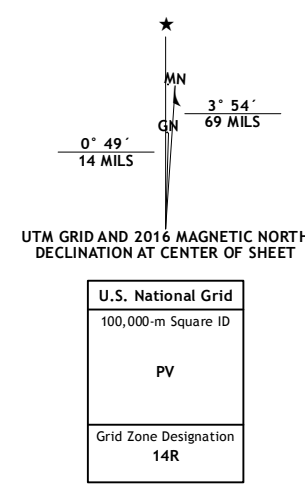 ★
MN
3° 54´
69 MILS
GN
0° 49´
14 MILS
UTM GRID AND 2016 MAGNETIC NORTH
DECLINATION AT CENTER OF SHEET
U.S. National Grid
100,000-m Square ID
PV
Grid Zone Designation
14R